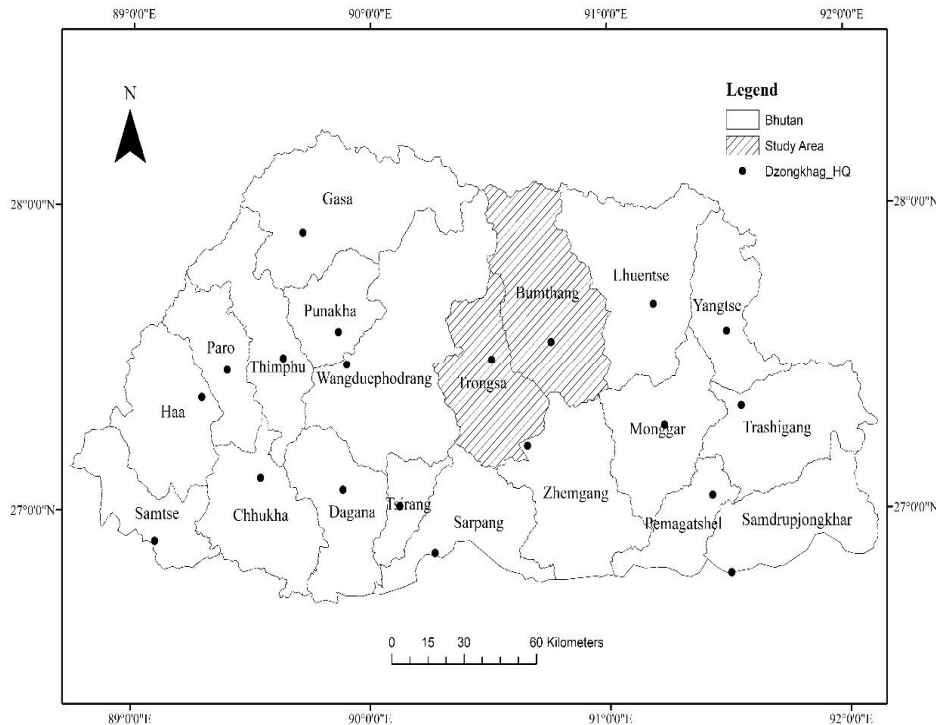 89°0'0"E 90°0'0"E 91°0'0"E 92°0'0"E
N
Legend
Bhutan
Study Area
Dzongkhag_HQ
28°0'0"N 28°0'0"N
Gasa
Lhuentse
Bumthang
Yangtse
Punakha
Paro
Thimphu
Wangduephodrang
Trongsa
Haa
Monggar
Trashigang
Zhemgang
Tsirang
27°0'0"N 27°0'0"N
Samtse
Chhukha
Dagana
Sarpang
Pemagatshel
Samdrupjongkhar
0 15 30 60 Kilometers
89°0'0"E 90°0'0"E 91°0'0"E 92°0'0"E